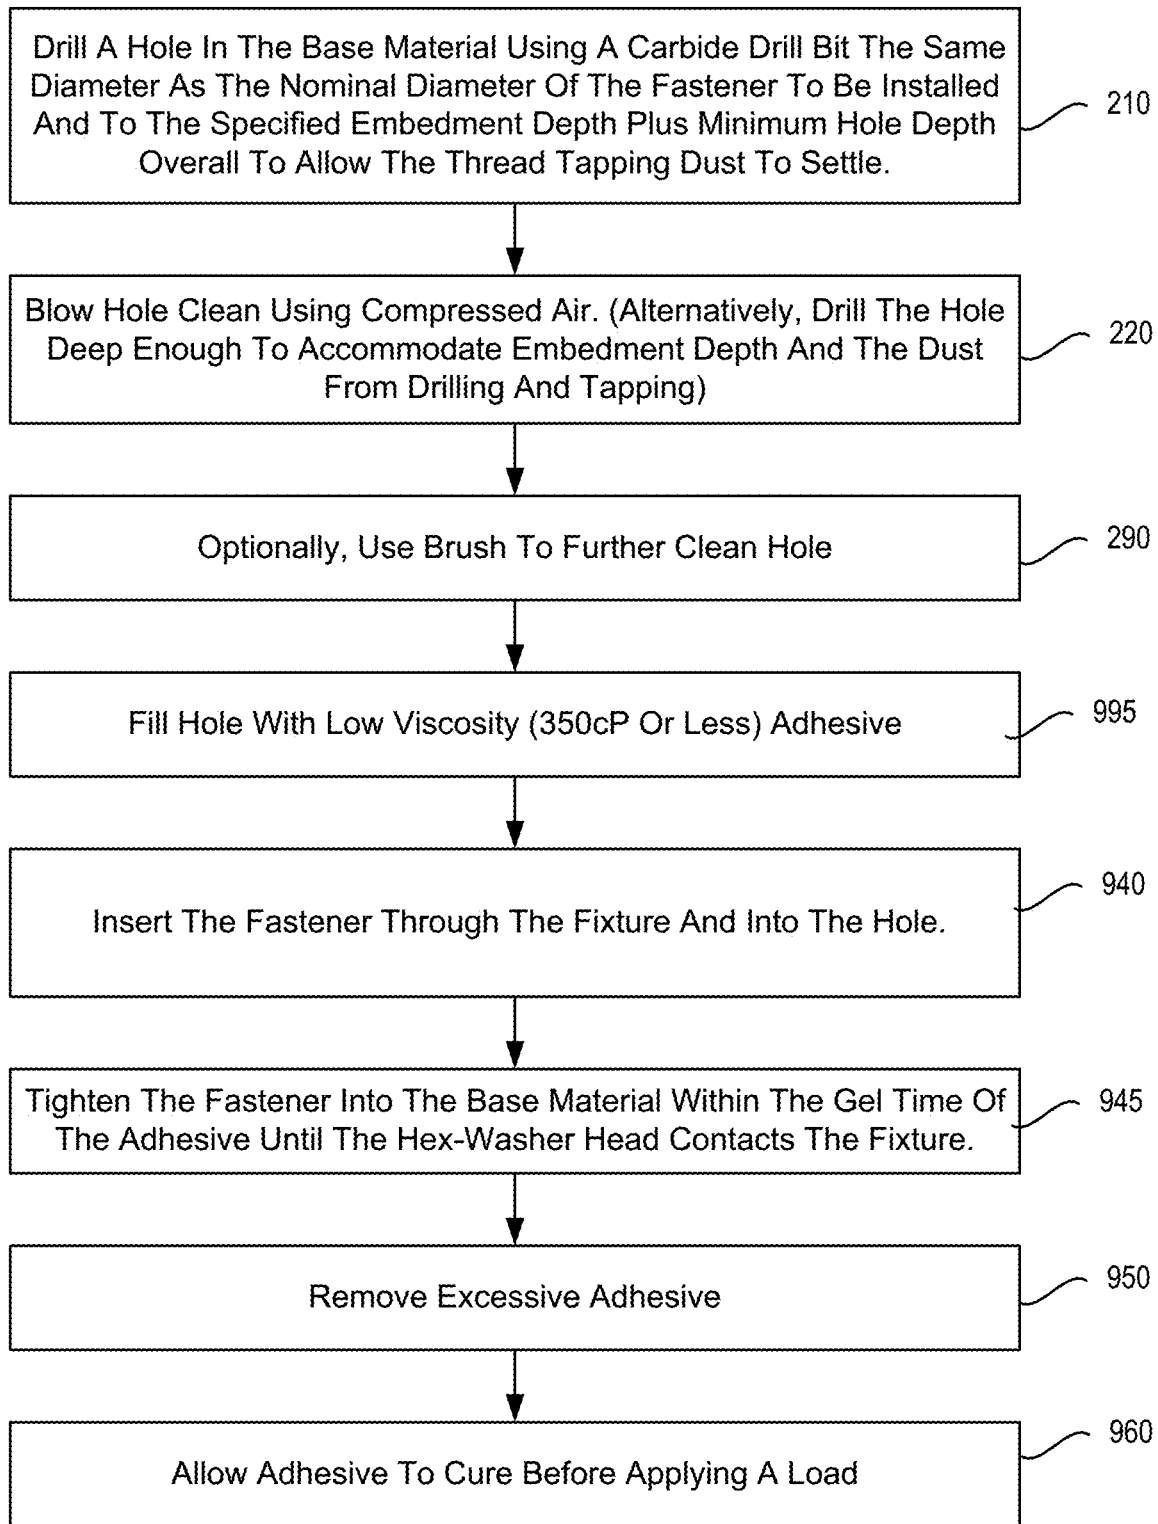 Drill A Hole In The Base Material Using A Carbide Drill Bit The Same
Diameter As The Nominal Diameter Of The Fastener To Be Installed
And To The Specified Embedment Depth Plus Minimum Hole Depth
Overall To Allow The Thread Tapping Dust To Settle.
210
Blow Hole Clean Using Compressed Air. (Alternatively, Drill The Hole
Deep Enough To Accommodate Embedment Depth And The Dust
From Drilling And Tapping)
220
Optionally, Use Brush To Further Clean Hole
290
Fill Hole With Low Viscosity (350cP Or Less) Adhesive
995
Insert The Fastener Through The Fixture And Into The Hole.
940
Tighten The Fastener Into The Base Material Within The Gel Time Of
The Adhesive Until The Hex-Washer Head Contacts The Fixture.
945
Remove Excessive Adhesive
950
Allow Adhesive To Cure Before Applying A Load
960